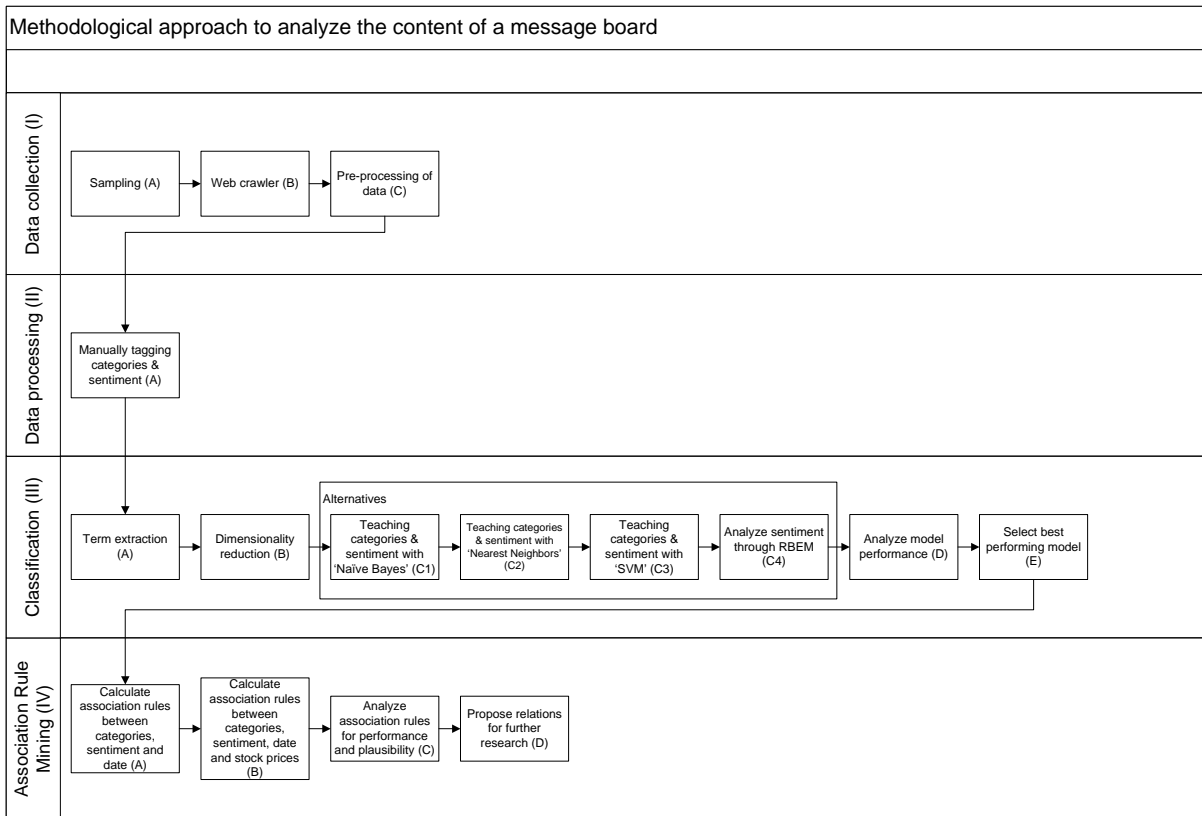 Methodological approach to analyze the content of a message board
Data collection (I)
Sampling (A)
Web crawler (B)
Pre-processing of
data (C)
Data processing (II)
Manually tagging
categories &
sentiment (A)
Classification (III)
Term extraction
(A)
Dimensionality
reduction (B)
Alternatives
Teaching
categories &
sentiment with
‘Naïve Bayes’ (C1)
Teaching categories
& sentiment with
‘Nearest Neighbors’
(C2)
Teaching
categories &
sentiment with
‘SVM’ (C3)
Analyze sentiment
through RBEM
(C4)
Analyze model
performance (D)
Select best
performing model
(E)
Association Rule
Mining (IV)
Calculate
association rules
between
categories,
sentiment and
date (A)
Calculate
association rules
between
categories,
sentiment, date
and stock prices
(B)
Analyze
association rules
for performance
and plausibility (C)
Propose relations
for further
research (D)